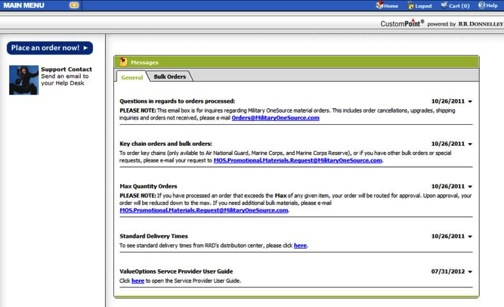 MAIN MENU
Home Logout Cart (0) Help
CustomPoint® powered by RR DONNELLEY
Place an order now!
Support Contact
Send an email to
your Help Desk
Messages
General Bulk Orders
Questions in regards to orders processed: 10/26/2011
PLEASE NOTE: This email box is for inquires regarding Military OneSource material orders. This includes order cancellations, upgrades, shipping
inquiries and orders not received, please e-mail Orders@MilitaryOneSource.com
Key chain orders and bulk orders: 10/26/2011
To order key chains (only avilable to Air National Guard, Marine Corps, and Marine Corps Reserve), or if you have other bulk orders or special
requests, please e-mail your request to MOS.Promotional.Materials.Request@MilitaryOneSource.com.
Max Quantity Orders 10/26/2011
PLEASE NOTE: If you have processed an order that exceeds the Max of any given item, your order will be routed for approval. Upon approval, your
order will be reduced down to the max. If you need additional bulk materials, please e-mail
MOS.Promotional.Materials.Request@MilitaryOneSource.com.
Standard Delivery Times 10/26/2011
To see standard delivery times from RRD's distribution center, please click here.
ValueOptions Servce Provider User Guide 07/31/2012
Click here to open the Service Provider User Guide.